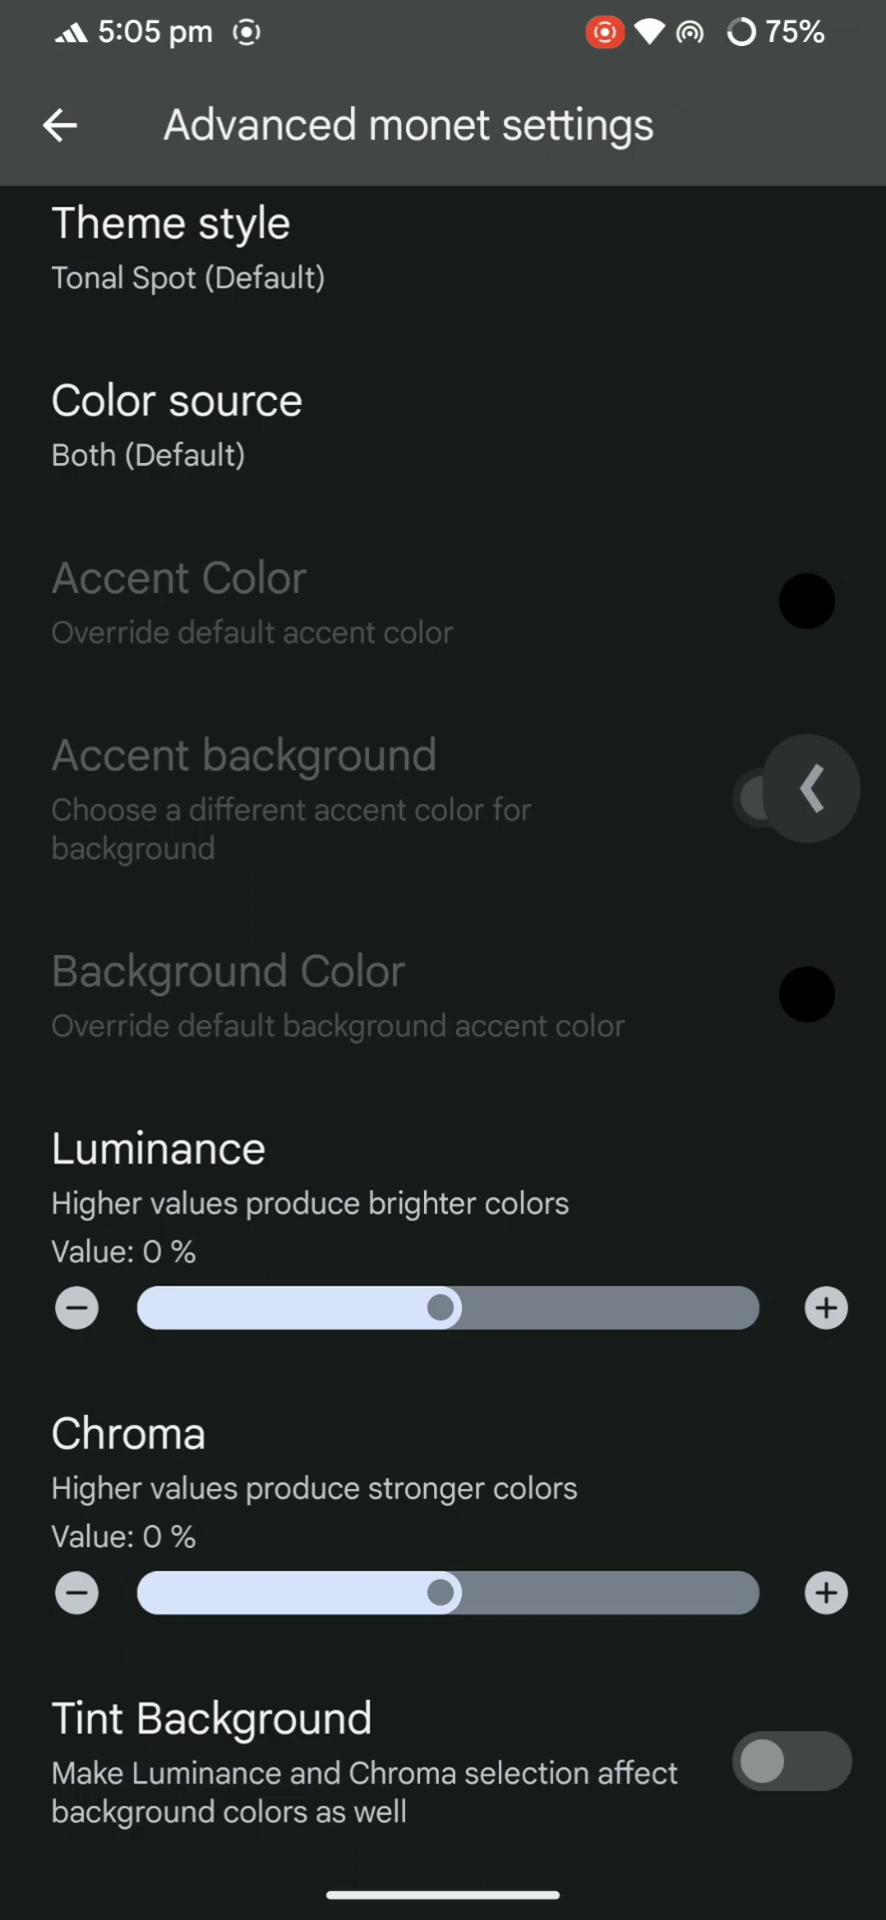 5:05 pm
75%
Advanced monet settings
Theme style
Tonal Spot (Default)
Color source
Both (Default)
Accent Color
Override default accent color
Accent background
Choose a different accent color for
background
Background Color
Override default background accent color
Luminance
Higher values produce brighter colors
Value: 0 %
Chroma
Higher values produce stronger colors
Value: 0 %
Tint Background
Make Luminance and Chroma selection affect
background colors as well